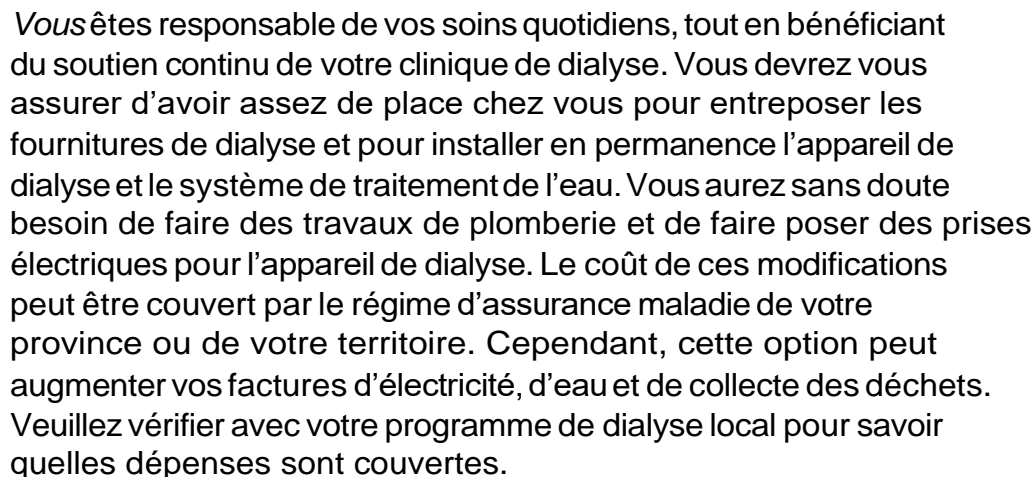 Vous êtes responsable de vos soins quotidiens, tout en bénéficiant
du soutien continu de votre clinique de dialyse. Vous devrez vous
assurer d’avoir assez de place chez vous pour entreposer les
fournitures de dialyse et pour installer en permanence l’appareil de
dialyse et le système de traitement de l’eau. Vous aurez sans doute
besoin de faire des travaux de plomberie et de faire poser des prises
électriques pour l’appareil de dialyse. Le coût de ces modifications
peut être couvert par le régime d’assurance maladie de votre
province ou de votre territoire. Cependant, cette option peut
augmenter vos factures d’électricité, d’eau et de collecte des déchets.
Veuillez vérifier avec votre programme de dialyse local pour savoir
quelles dépenses sont couvertes.